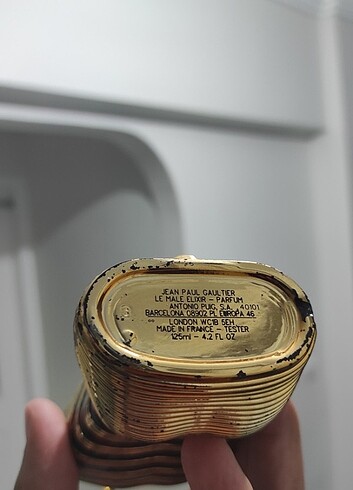 JEAN PAUL GAULTIER
LE MALE ELIXIR - PARFUM
ANTONIO PUIG, S.A. 40101
BARCELONA 08902 PL EUROPA 46
LONDON WC1B 5EH
MADE IN FRANCE - TESTER
125ml - 4.2 FL OZ